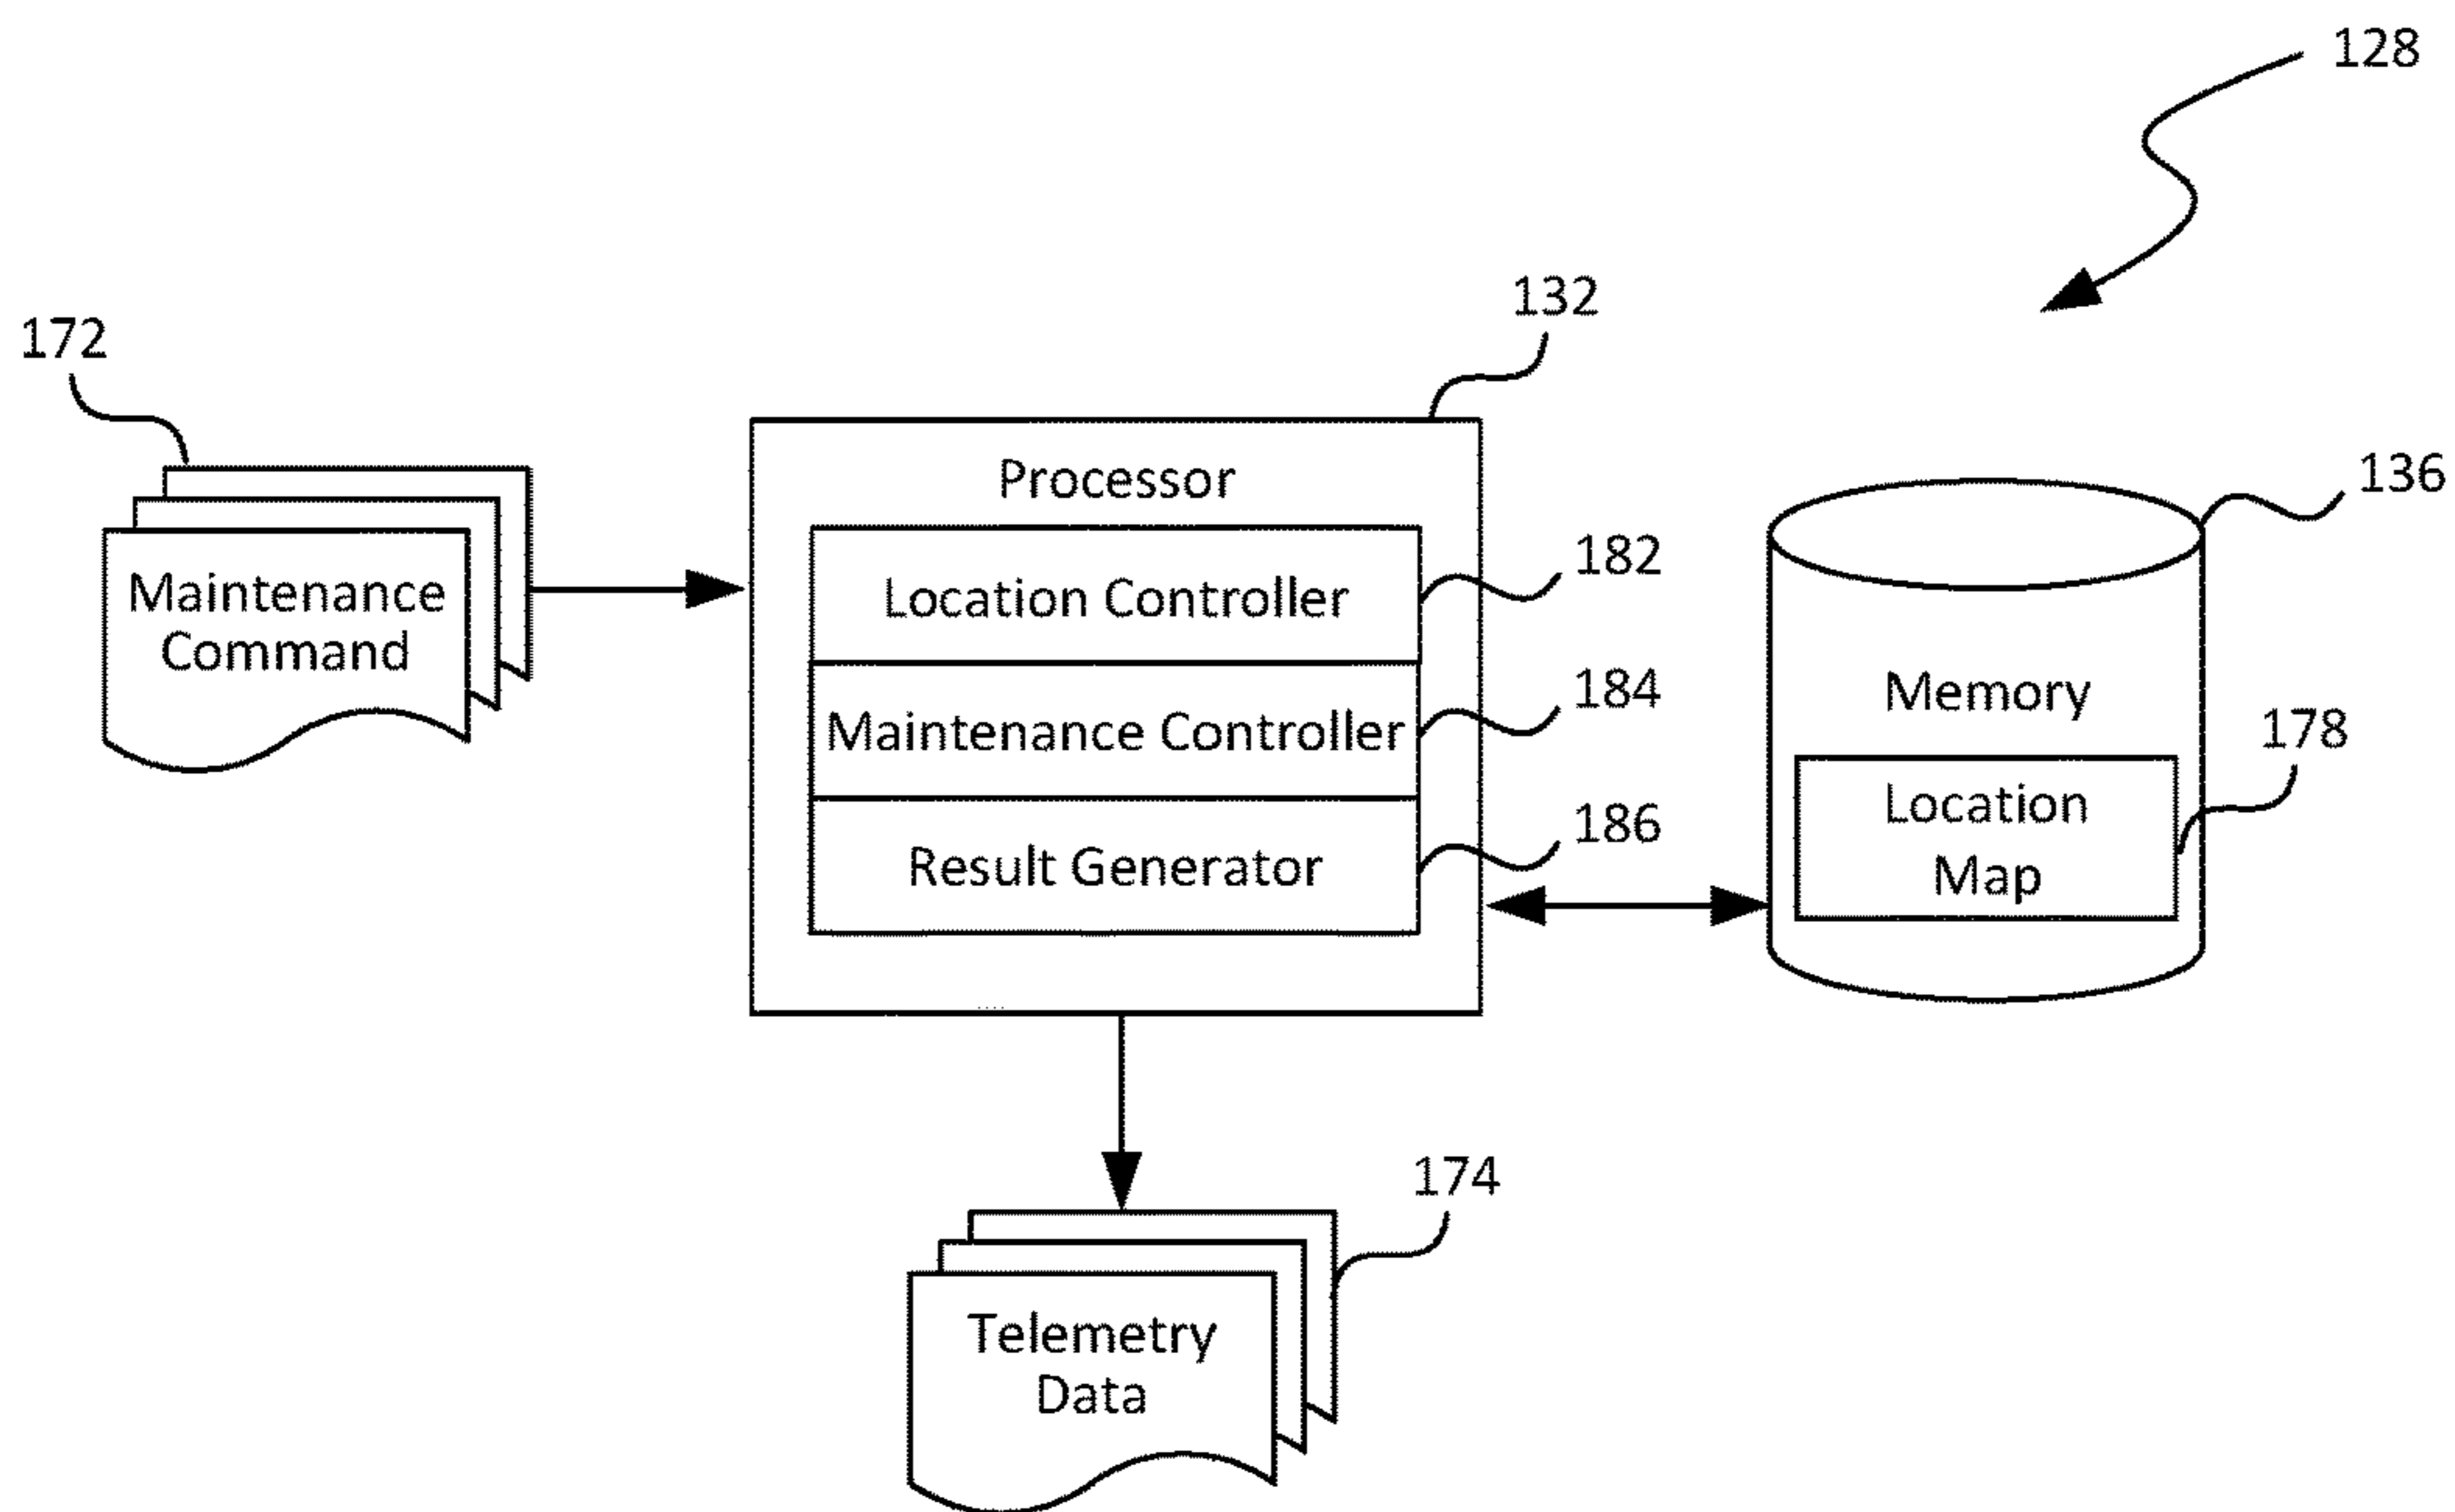 128
132
172
136
Processor
182
Location Controller
Maintenance
Command
184
Memory
Maintenance Controller
178
186
Location
Map
Result Generator
174
Telemetry
Data